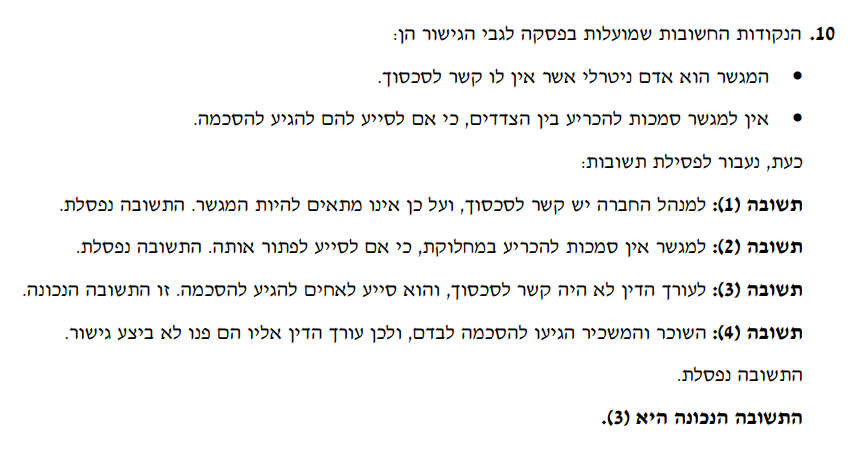 10. הנקודות החשובות שמועלות בפסקה לגבי הגישור הן:
• המגשר הוא אדם ניטרלי אשר אין לו קשר לסכסוך.
• אין למגשר סמכות להכריע בין הצדדים, כי אם לסייע להם להגיע להסכמה.
כעת, נעבור לפסילת תשובות:
תשובה (1): למנהל החברה יש קשר לסכסוך, ועל כן אינו מתאים להיות המגשר. התשובה נפסלת.
תשובה (2): למגשר אין סמכות להכריע במחלוקת, כי אם לסייע לפתור אותה. התשובה נפסלת.
תשובה (3): לעורך הדין לא היה קשר לסכסוך, והוא סייע לאחים להגיע להסכמה. זו התשובה הנכונה.
תשובה (4): השוכר והמשכיר הגיעו להסכמה לבדם, ולכן עורך הדין אליו הם פנו לא ביצע גישור.
התשובה נפסלת.
התשובה הנכונה היא (3).